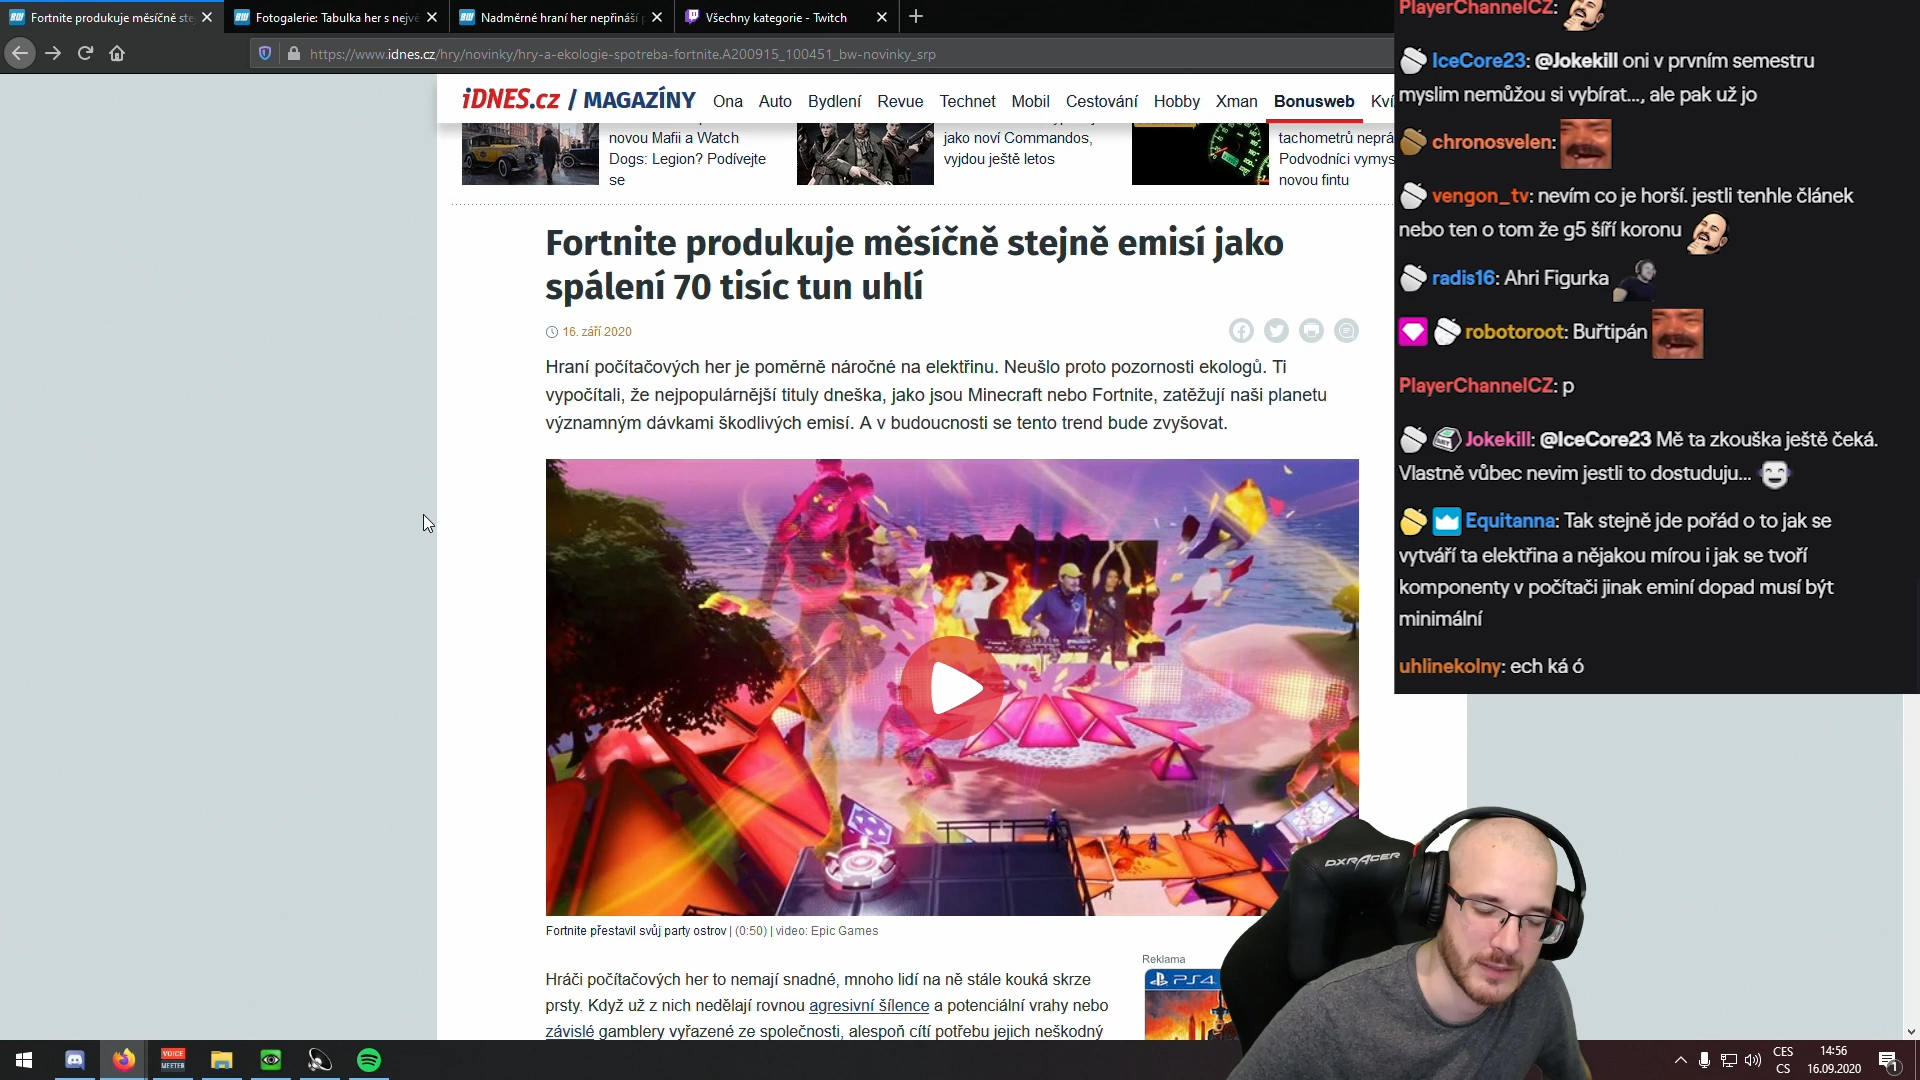 Fortnite produkuje měsíčně ste
Fotogalerie: Tabulka her s nejvě
Nadměrné hraní her nepřináší
Všechny kategorie - Twitch
https://www.idnes.cz/hry/novinky/hry-a-ekologie-spotreba-fortnite.A200915_100451_bw-novinky_srp
iDNES.cz / MAGAZÍNY Ona Auto Bydlení Revue Technet Mobil Cestování Hobby Xman Bonusweb Kví
novou Mafii a Watch
Dogs: Legion? Podívejte
se
jako noví Commandos,
vyjdou ještě letos
tachometrů neprá
Podvodníci vymys
novou fintu
Fortnite produkuje měsíčně stejně emisí jako
spálení 70 tisíc tun uhlí
16. září 2020
Hraní počítačových her je poměrně náročné na elektřinu. Neušlo proto pozornosti ekologů. Ti
vypočítali, že nejpopulárnější tituly dneška, jako jsou Minecraft nebo Fortnite, zatěžují naši planetu
významným dávkami škodlivých emisí. A v budoucnosti se tento trend bude zvyšovat.
Fortnite přestavil svůj party ostrov | (0:50) | video: Epic Games
Hráči počítačových her to nemají snadné, mnoho lidí na ně stále kouká skrze
prsty. Když už z nich nedělají rovnou agresivní šílence a potenciální vrahy nebo
závislé gamblery vyřazené ze společnosti, alespoň cítí potřebu jejich neškodný
Reklama
PS4
PlayerChannelCZ:
IceCore23: @Jokekill oni v prvním semestru
myslim nemůžou si vybírat..., ale pak už jo
chronosvelen:
vengon_tv: nevím co je horší. jestli tenhle článek
nebo ten o tom že g5 šíří koronu
radis16: Ahri Figurka
robotoroot: Buřtipán
PlayerChannelCZ: p
Jokekill: @IceCore23 Mě ta zkouška ještě čeká.
Vlastně vůbec nevim jestli to dostuduju...
Equitanna: Tak stejně jde pořád o to jak se
vytváří ta elektřina a nějakou mírou i jak se tvoří
komponenty v počítači jinak eminí dopad musí být
minimální
uhlinekolny: ech ká ó
DXRACER
VOICE
MEETER
CES
CS
14:56
16.09.2020
1